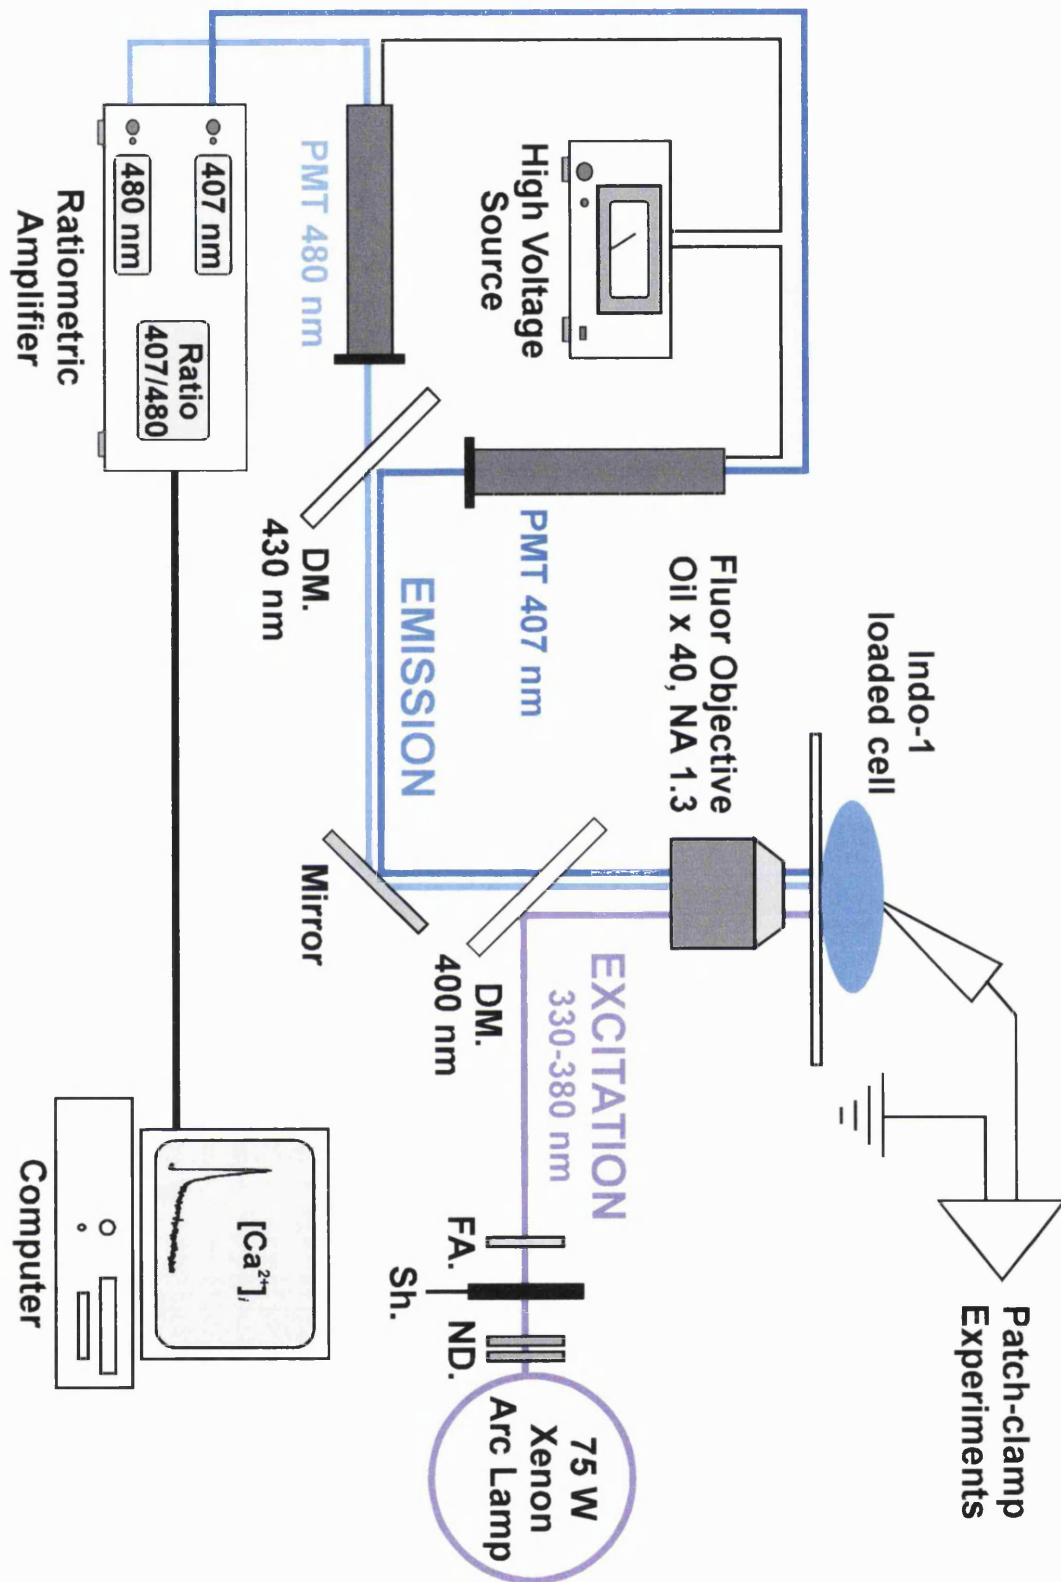 Indo-1
loaded cell
Patch-clamp
Experiments
Fluor Objective
Oil x 40, NA 1.3
High Voltage
Source
PMT 407 nm
EXCITATION
330-380 nm
FA.
Sh.
ND.
75 W
Xenon
Arc Lamp
DM.
400 nm
EMISSION
PMT 480 nm
DM.
430 nm
Mirror
407 nm
480 nm
Ratio
407/480
Ratiometric
Amplifier
[Ca2+]i
Computer